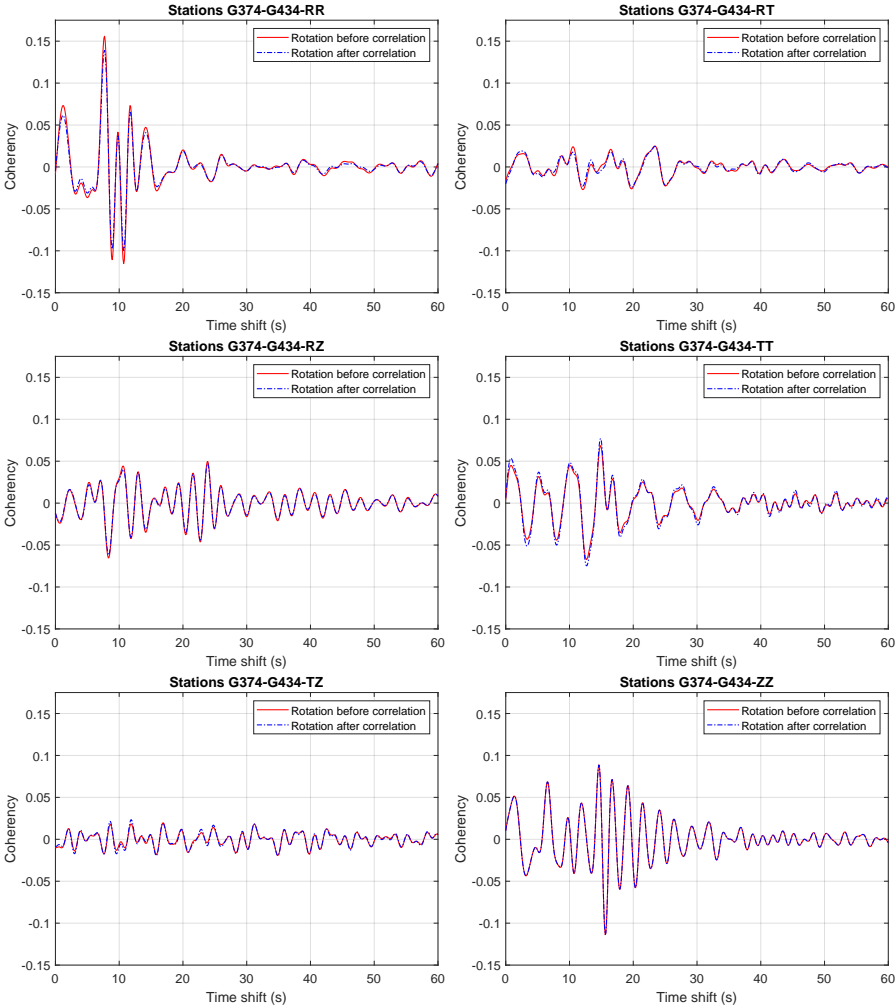 Stations G374-G434-RR
Coherency
0.15
0.1
0.05
0
-0.05
-0.1
-0.15
Rotation before correlation
Rotation after correlation
0 10 20 30 40 50 60
Time shift (s)
Stations G374-G434-RT
Coherency
0.15
0.1
0.05
0
-0.05
-0.1
-0.15
Rotation before correlation
Rotation after correlation
0 10 20 30 40 50 60
Time shift (s)
Stations G374-G434-RZ
Coherency
0.15
0.1
0.05
0
-0.05
-0.1
-0.15
Rotation before correlation
Rotation after correlation
0 10 20 30 40 50 60
Time shift (s)
Stations G374-G434-TT
Coherency
0.15
0.1
0.05
0
-0.05
-0.1
-0.15
Rotation before correlation
Rotation after correlation
0 10 20 30 40 50 60
Time shift (s)
Stations G374-G434-TZ
Coherency
0.15
0.1
0.05
0
-0.05
-0.1
-0.15
Rotation before correlation
Rotation after correlation
0 10 20 30 40 50 60
Time shift (s)
Stations G374-G434-ZZ
Coherency
0.15
0.1
0.05
0
-0.05
-0.1
-0.15
Rotation before correlation
Rotation after correlation
0 10 20 30 40 50 60
Time shift (s)